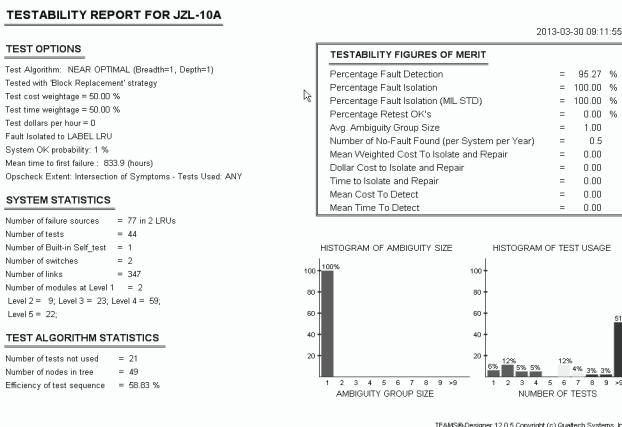 TESTABILITY REPORT FOR JZL-10A
2013-03-30 09:11:55
TEST OPTIONS
Test Algorithm: NEAR OPTIMAL (Breadth=1, Depth=1)
Tested with 'Block Replacement' strategy
Test cost weightage = 50.00 %
Test time weightage = 50.00 %
Test dollars per hour = 0
Fault Isolated to LABEL LRU
System OK probability: 1 %
Mean time to first failure : 833.9 (hours)
Opscheck Extent: Intersection of Symptoms - Tests Used: ANY
SYSTEM STATISTICS
Number of failure sources = 77 in 2 LRUs
Number of tests = 44
Number of Built-in Self_test = 1
Number of switches = 2
Number of links = 347
Number of modules at Level 1 = 2
Level 2 = 9; Level 3 = 23; Level 4 = 59;
Level 5 = 22;
TEST ALGORITHM STATISTICS
Number of tests not used = 21
Number of nodes in tree = 49
Efficiency of test sequence = 58.83 %
TESTABILITY FIGURES OF MERIT
Percentage Fault Detection = 95.27 %
Percentage Fault Isolation = 100.00 %
Percentage Fault Isolation (MIL STD) = 100.00 %
Percentage Retest OK's = 0.00 %
Avg. Ambiguity Group Size = 1.00
Number of No-Fault Found (per System per Year) = 0.5
Mean Weighted Cost To Isolate and Repair = 0.00
Dollar Cost to Isolate and Repair = 0.00
Time to Isolate and Repair = 0.00
Mean Cost To Detect = 0.00
Mean Time To Detect = 0.00
HISTOGRAM OF AMBIGUITY SIZE
100%
100
80
60
40
20
1 2 3 4 5 6 7 8 9 >9
AMBIGUITY GROUP SIZE
HISTOGRAM OF TEST USAGE
100
80
60
40
20
6% 12% 5% 5% 12% 4% 3% 3% 51
1 2 3 4 5 6 7 8 9 >9
NUMBER OF TESTS
TEAMS®-Designer 12.0.5 Copyright (c) Qualtech Systems, In